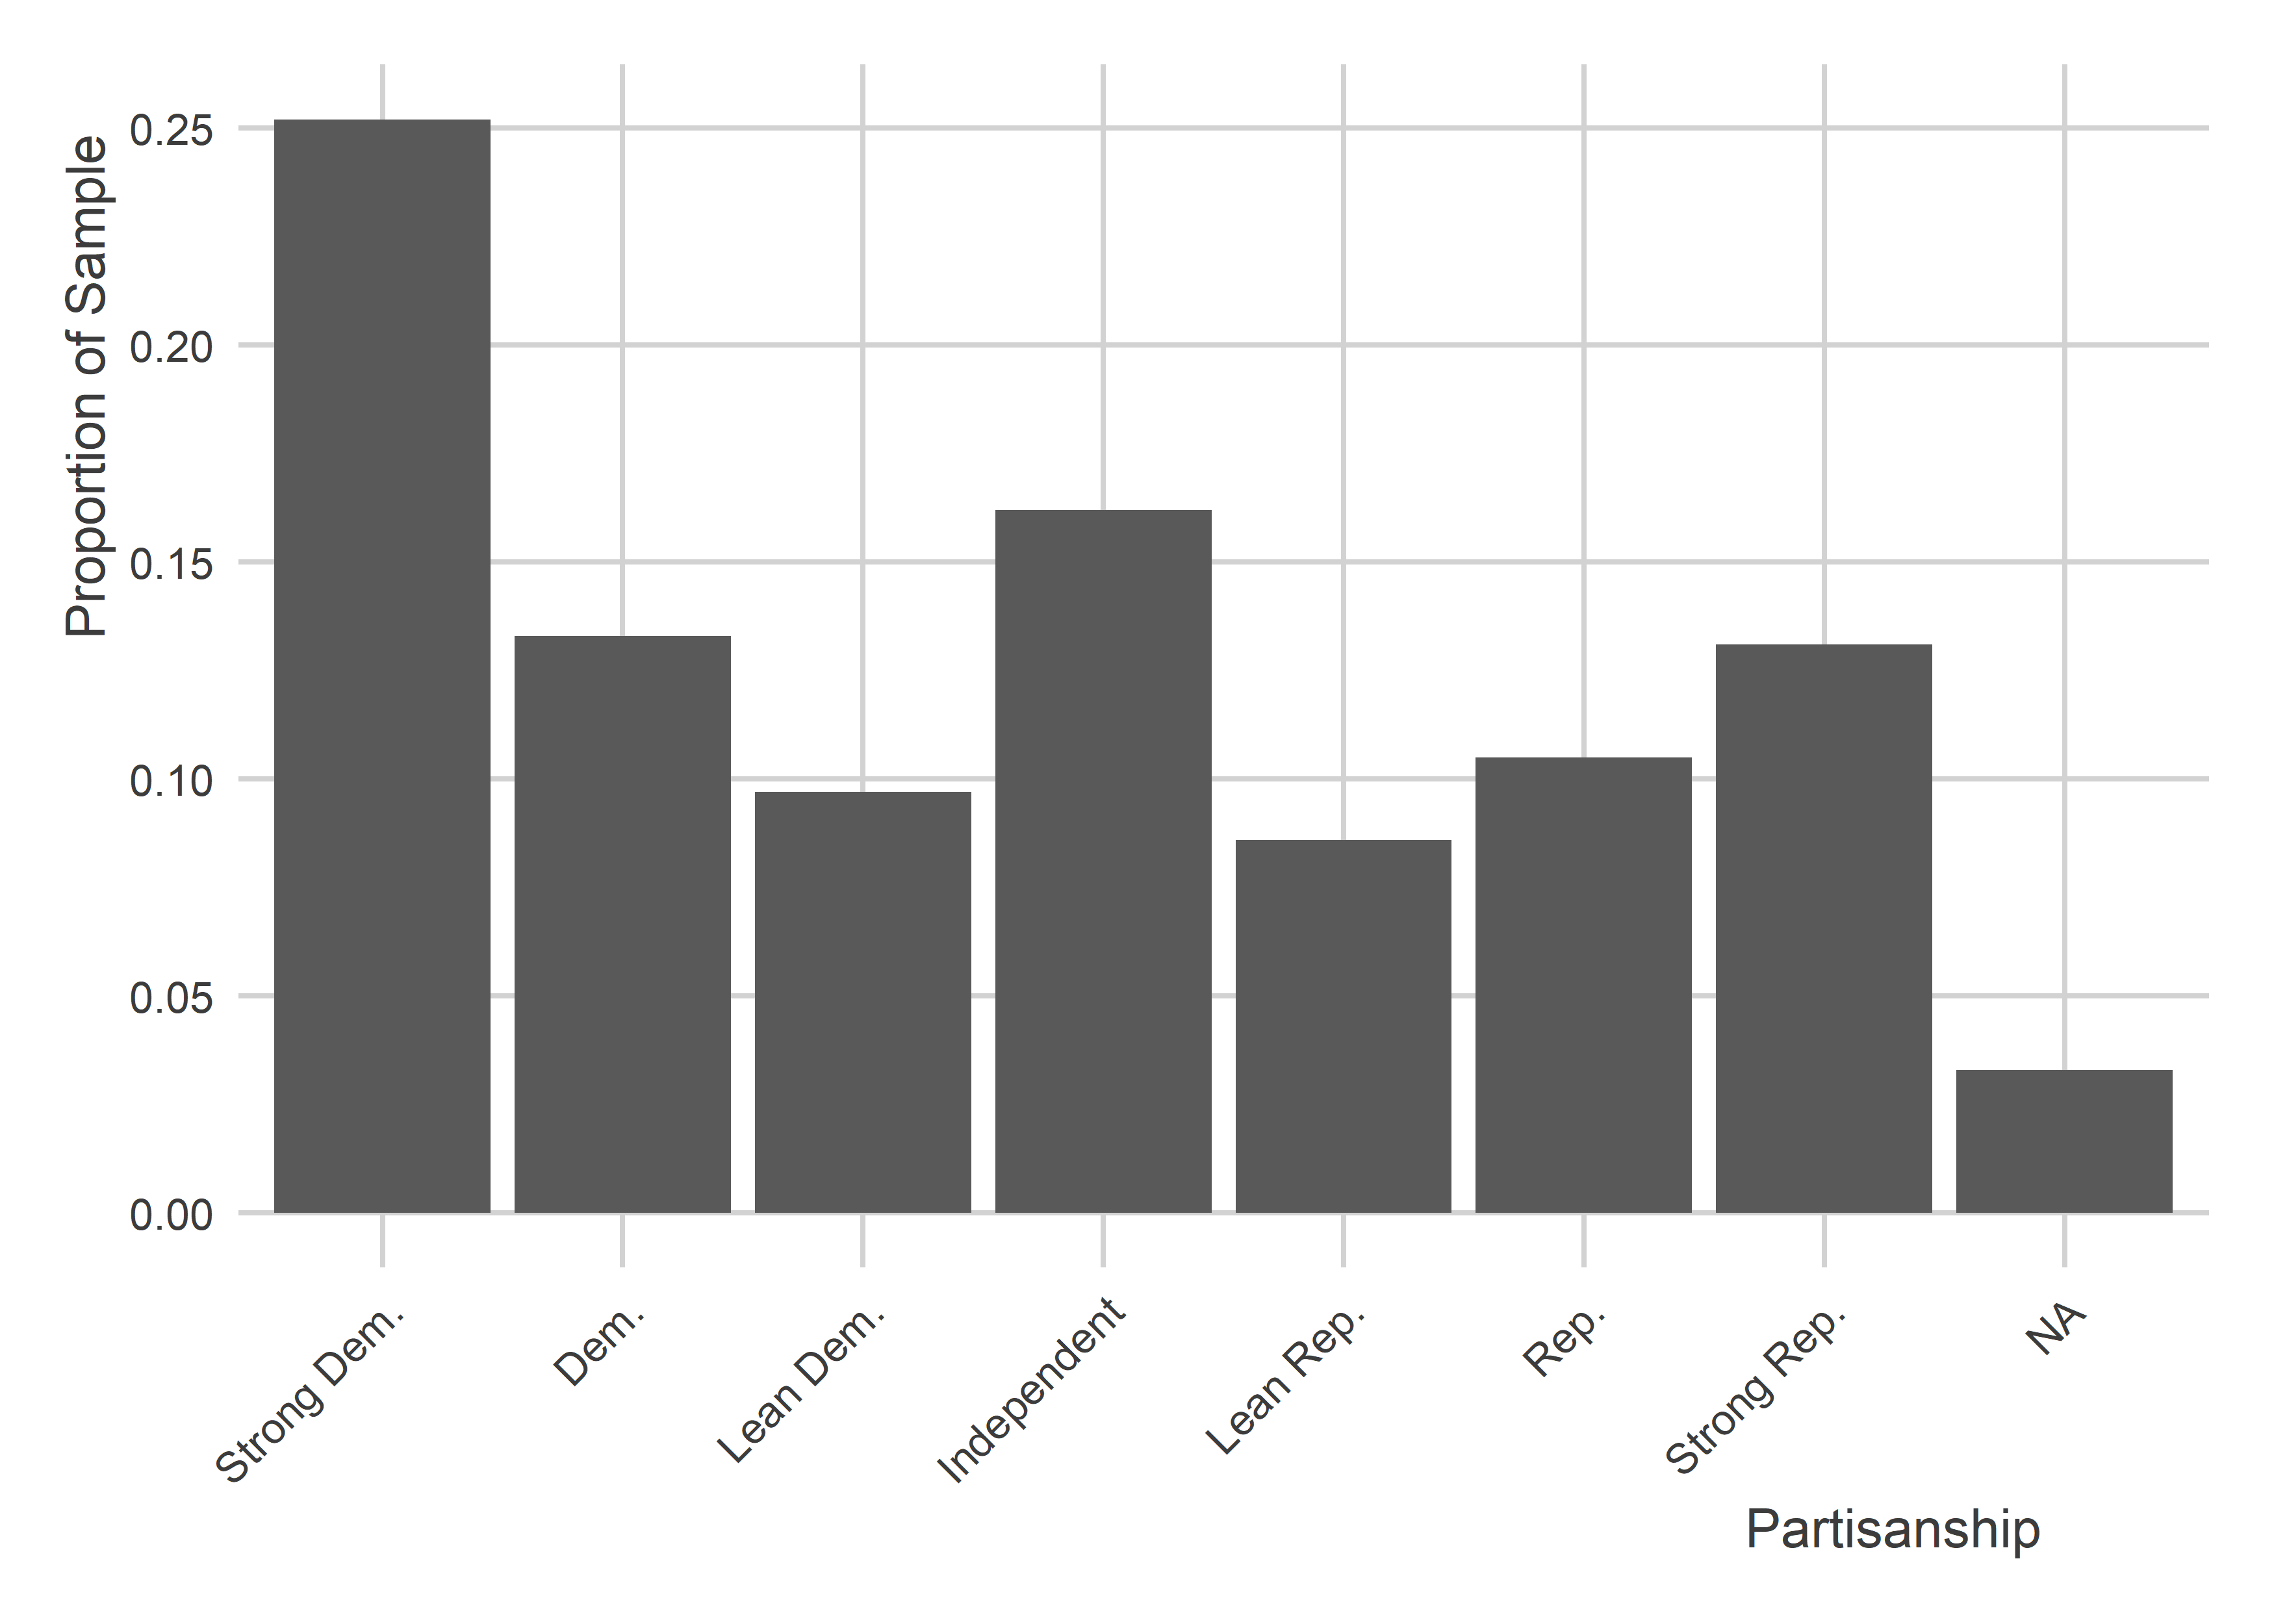 Proportion of Sample
0.25
0.20
0.15
0.10
0.05
0.00
Strong Dem.
Dem.
Lean Dem.
Independent
Lean Rep.
Rep.
Strong Rep.
NA
Partisanship